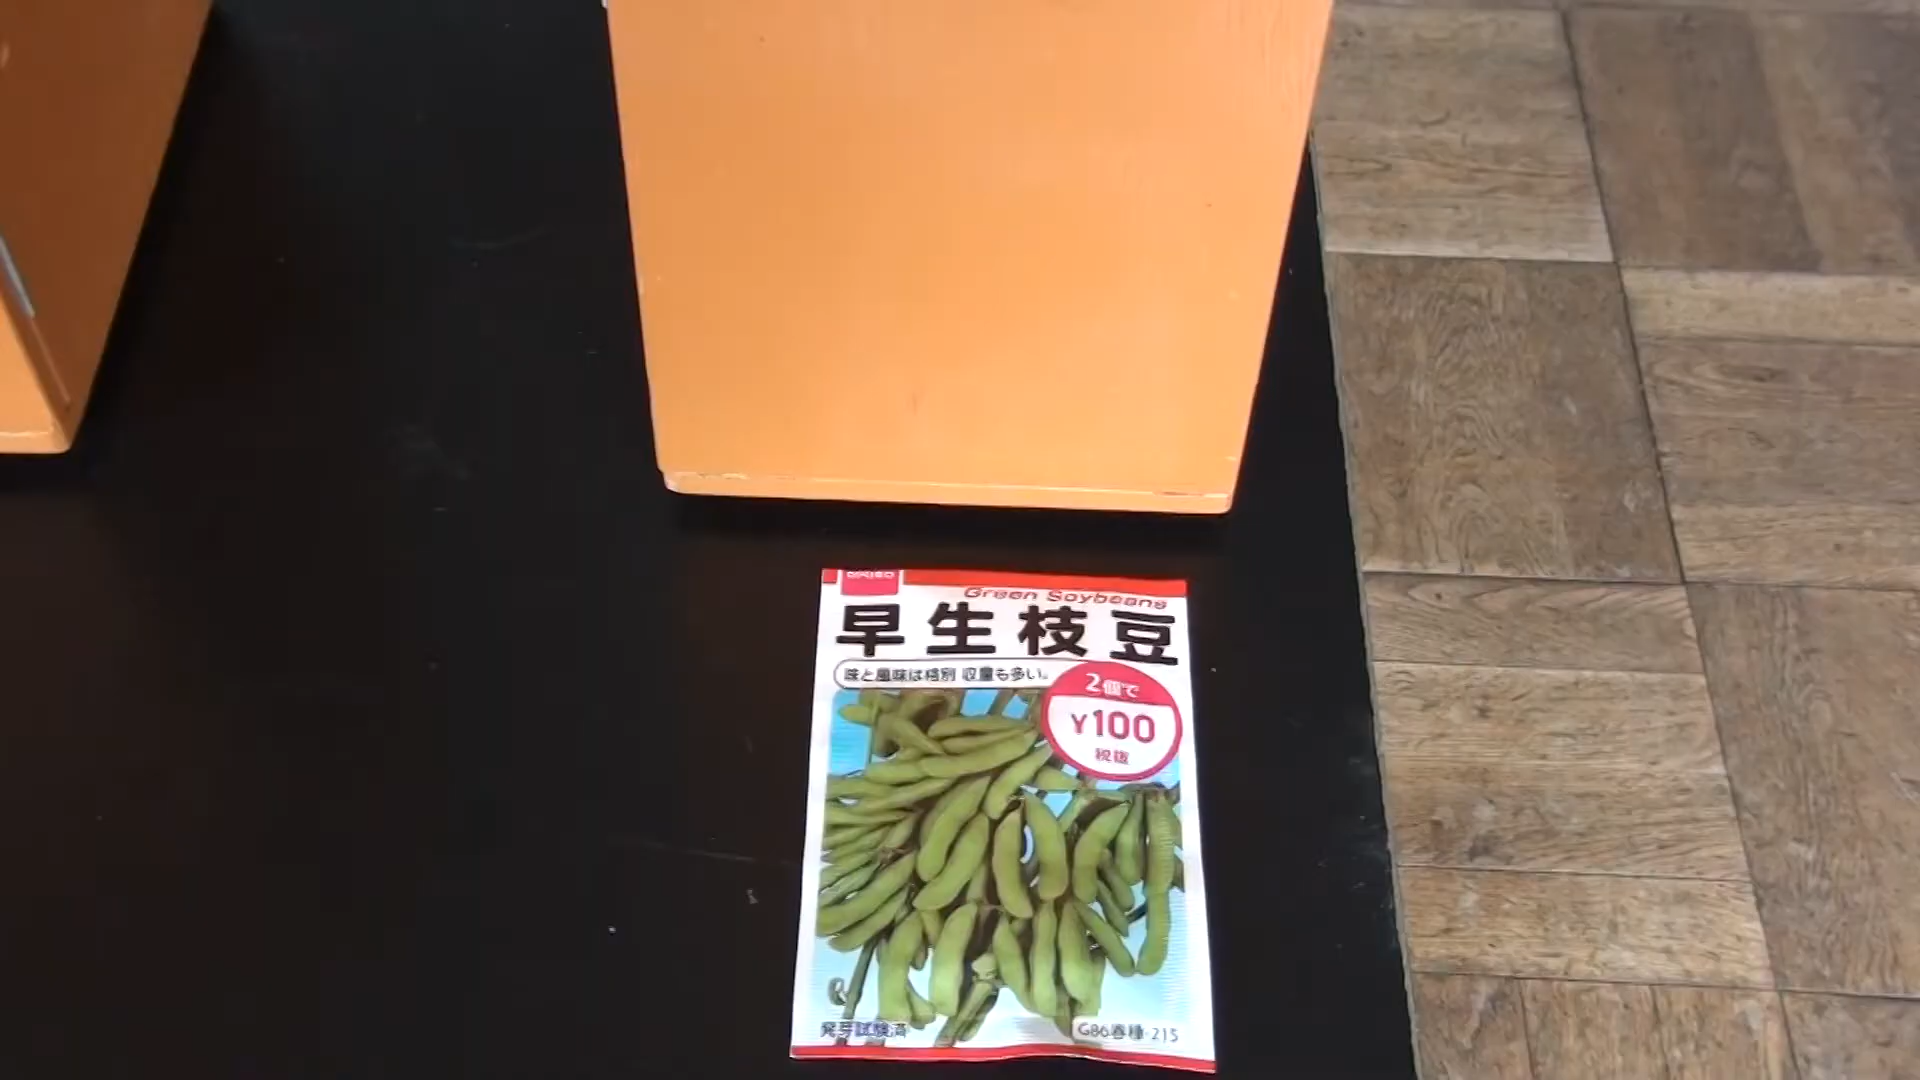 DAISO
Green Soybeans
早生枝豆
味と風味は格別 収量も多い。
2個で
¥100
税抜
発芽試験済
G86春種-215